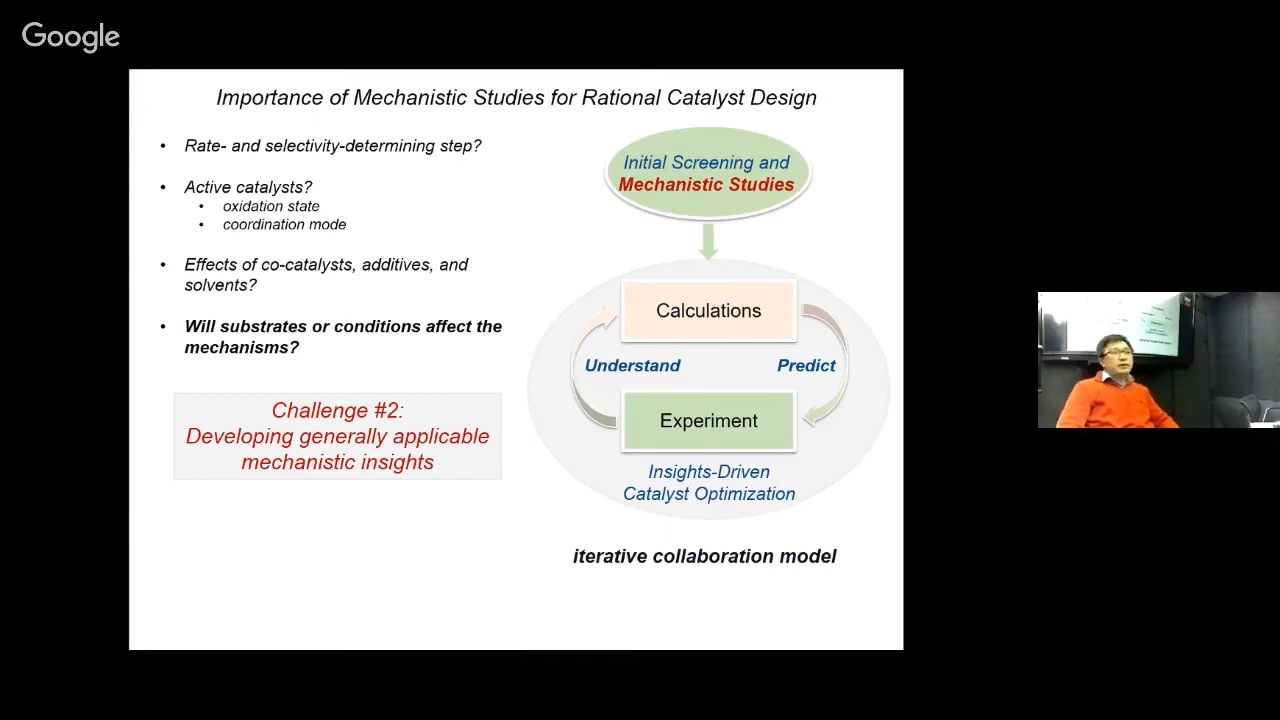 Google
Importance of Mechanistic Studies for Rational Catalyst Design
• Rate- and selectivity-determining step?
• Active catalysts?
• oxidation state
• coordination mode
• Effects of co-catalysts, additives, and
solvents?
• Will substrates or conditions affect the
mechanisms?
Challenge #2:
Developing generally applicable
mechanistic insights
Initial Screening and
Mechanistic Studies
Calculations
Understand
Predict
Experiment
Insights-Driven
Catalyst Optimization
iterative collaboration model